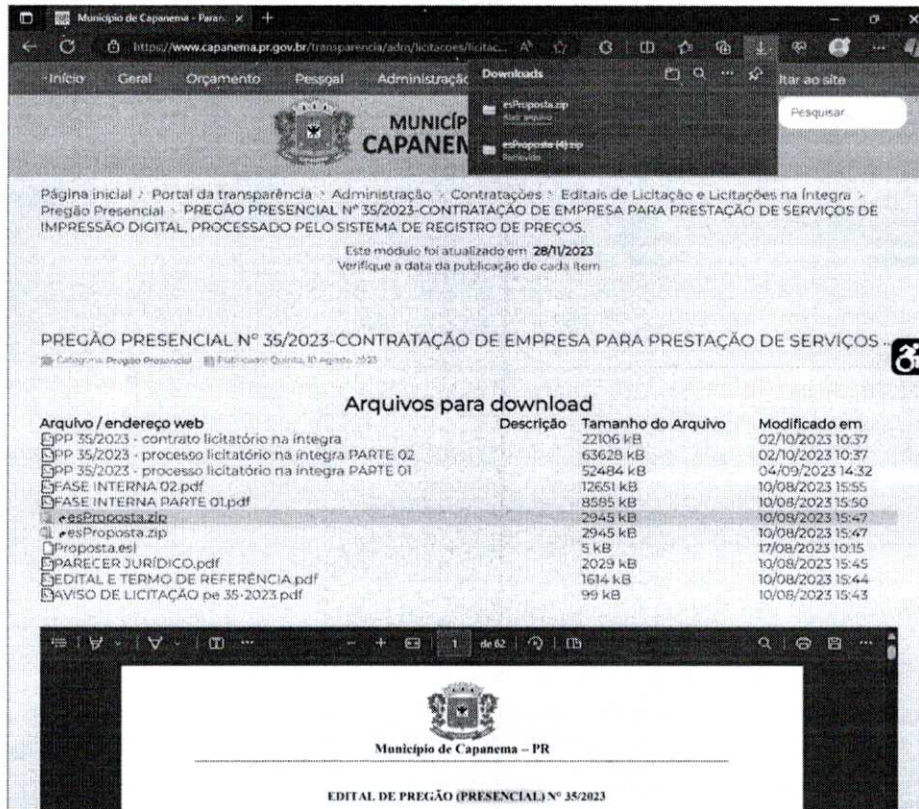 Município de Capanema - Paran
https://www.capanema.pr.gov.br/transparencia/adm/licitacoes/licitac...
Início Geral Orçamento Pessoal Administração
Downloads
ltar ao site
esProposta.zip
Abrir arquivo
esProposta (4).zip
Removido
MUNICÍP
CAPANEM
Pesquisar...
Página inicial > Portal da transparência > Administração > Contratações > Editais de Licitação e Licitações na Íntegra >
Pregão Presencial > PREGÃO PRESENCIAL Nº 35/2023-CONTRATAÇÃO DE EMPRESA PARA PRESTAÇÃO DE SERVIÇOS DE
IMPRESSÃO DIGITAL, PROCESSADO PELO SISTEMA DE REGISTRO DE PREÇOS.
Este módulo foi atualizado em 28/11/2023
Verifique a data da publicação de cada item
PREGÃO PRESENCIAL Nº 35/2023-CONTRATAÇÃO DE EMPRESA PARA PRESTAÇÃO DE SERVIÇOS ...
Categoria: Pregão Presencial Publicado: Quinta, 10 Agosto 2023
Arquivos para download
Arquivo / endereço web Descrição Tamanho do Arquivo Modificado em
PP 35/2023 - contrato licitatório na íntegra 22106 kB 02/10/2023 10:37
PP 35/2023 - processo licitatório na íntegra PARTE 02 63628 kB 02/10/2023 10:37
PP 35/2023 - processo licitatório na íntegra PARTE 01 52484 kB 04/09/2023 14:32
FASE INTERNA 02.pdf 12651 kB 10/08/2023 15:55
FASE INTERNA PARTE 01.pdf 8595 kB 10/08/2023 15:50
esProposta.zip 2945 kB 10/08/2023 15:47
esProposta.zip 2945 kB 10/08/2023 15:47
Proposta.esl 5 kB 17/08/2023 10:15
PARECER JURÍDICO.pdf 2029 kB 10/08/2023 15:45
EDITAL E TERMO DE REFERÊNCIA.pdf 1614 kB 10/08/2023 15:44
AVISO DE LICITAÇÃO pe 35-2023.pdf 99 kB 10/08/2023 15:43
1 de 62
Município de Capanema – PR
EDITAL DE PREGÃO (PRESENCIAL) Nº 35/2023